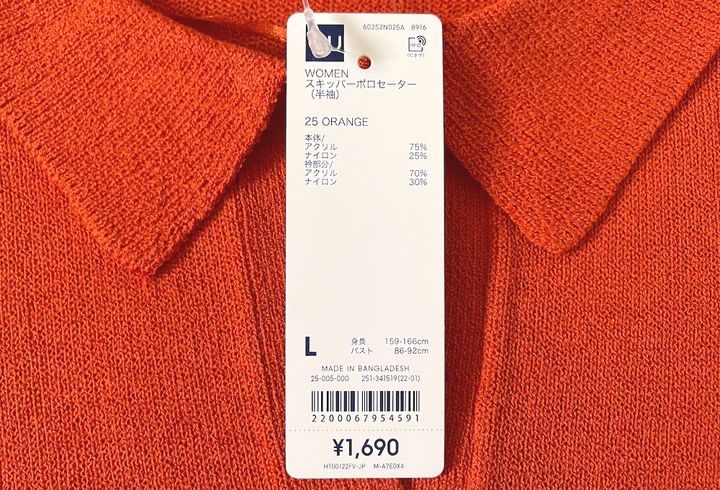 60252N025A 8916
WOMEN
スキッパーポロセーター
（半袖）
25 ORANGE
本体/
アクリル 75%
ナイロン 25%
衿部分/
アクリル 70%
ナイロン 30%
L 身長 159-166cm
バスト 86-92cm
MADE IN BANGLADESH
25-005-000 251-341519(22-01)
2200067954591
¥1,690
HT00122FV-JP M-A7E0X4